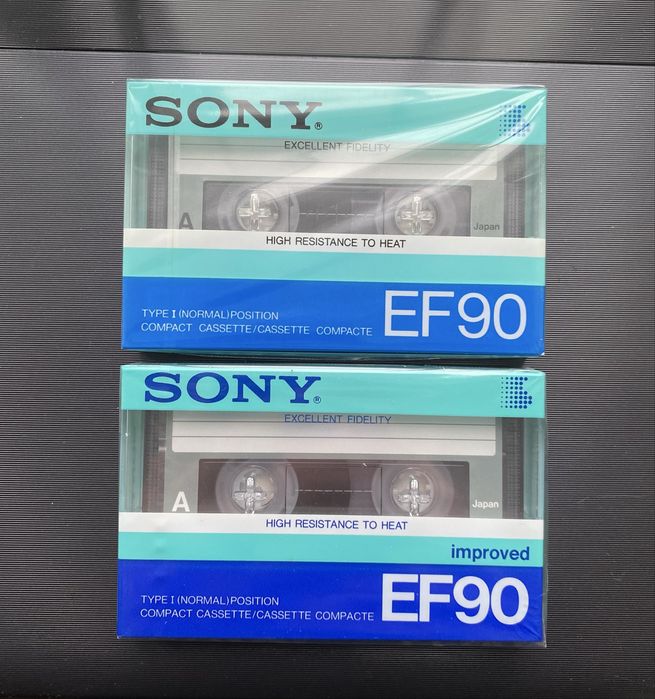 SONY®
EXCELLENT FIDELITY
A
Japan
HIGH RESISTANCE TO HEAT
TYPE I (NORMAL) POSITION
COMPACT CASSETTE/CASSETTE COMPACTE
EF90
SONY®
EXCELLENT FIDELITY
A
Japan
HIGH RESISTANCE TO HEAT
improved
TYPE I (NORMAL) POSITION
COMPACT CASSETTE/CASSETTE COMPACTE
EF90